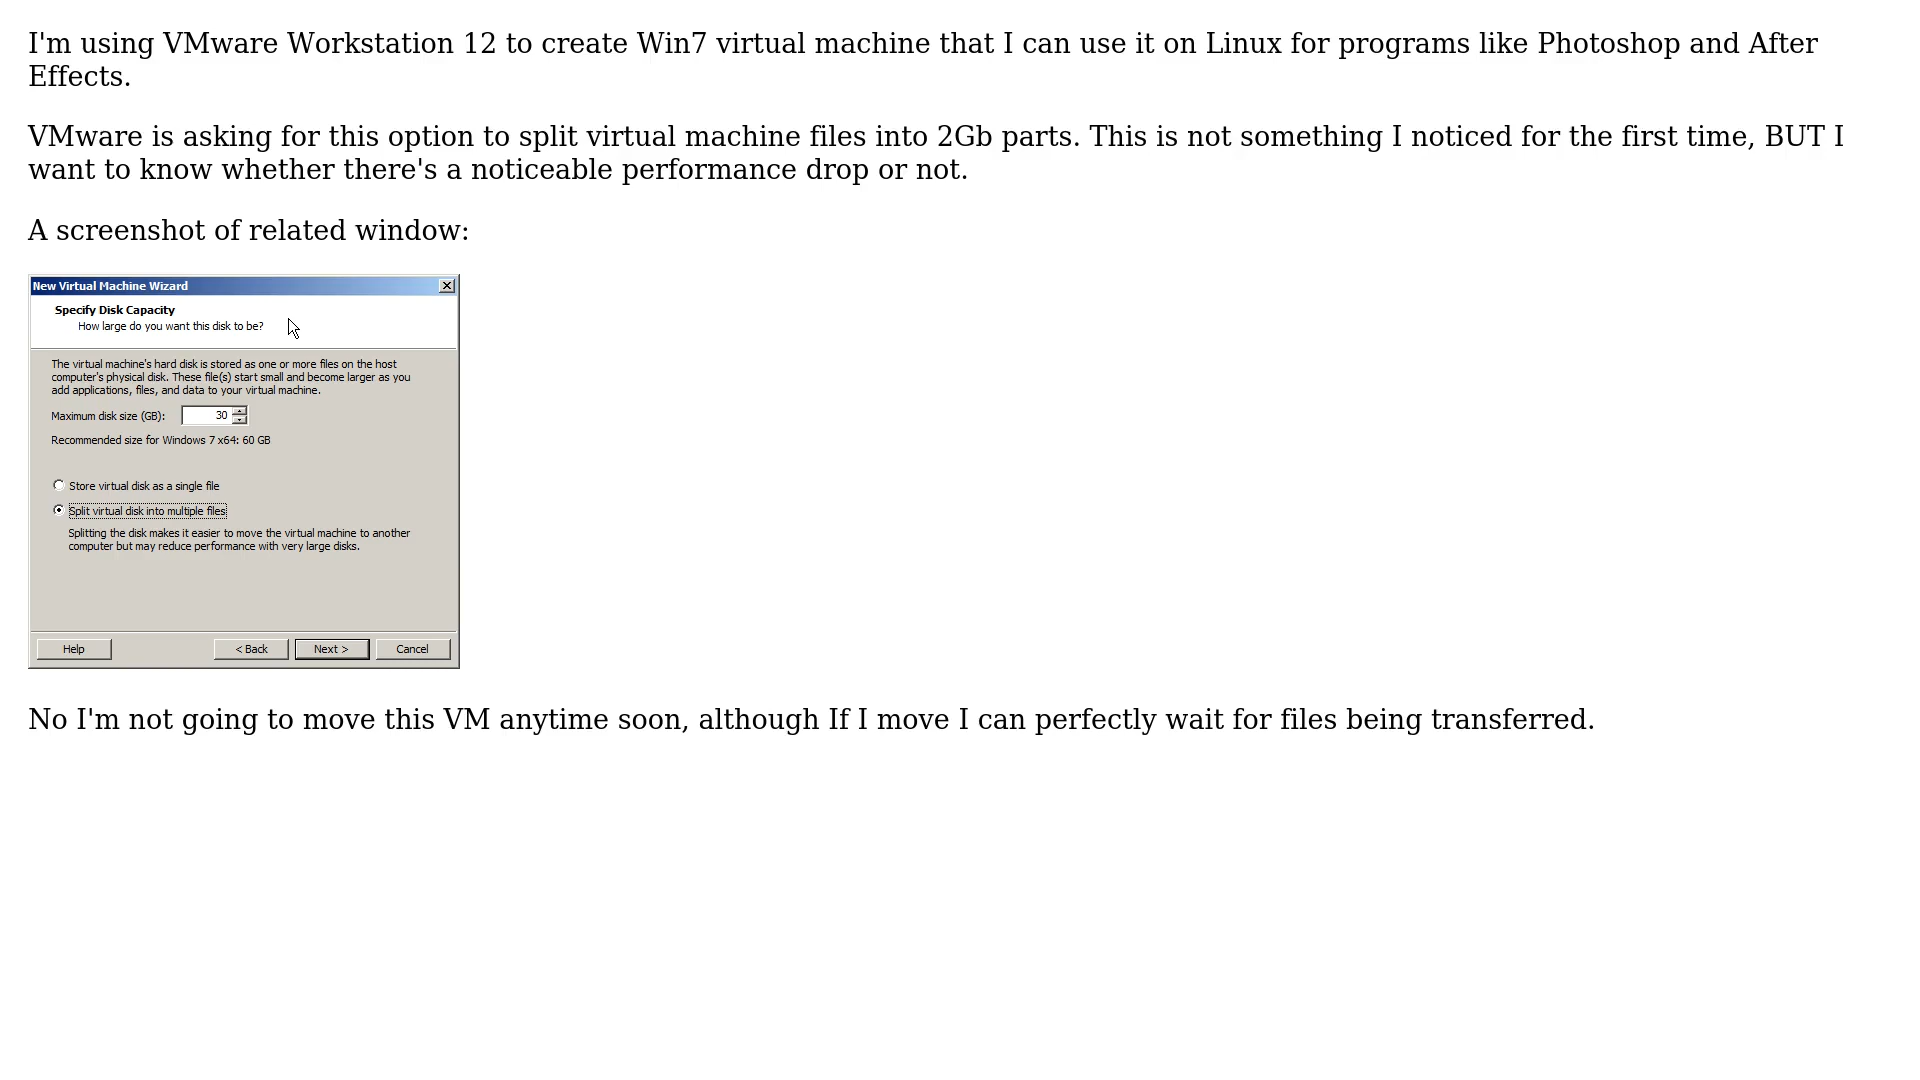 I'm using VMware Workstation 12 to create Win7 virtual machine that I can use it on Linux for programs like Photoshop and After
Effects.
VMware is asking for this option to split virtual machine files into 2Gb parts. This is not something I noticed for the first time, BUT I
want to know whether there's a noticeable performance drop or not.
A screenshot of related window:
New Virtual Machine Wizard
Specify Disk Capacity
How large do you want this disk to be?
The virtual machine's hard disk is stored as one or more files on the host
computer's physical disk. These file(s) start small and become larger as you
add applications, files, and data to your virtual machine.
Maximum disk size (GB): 30
Recommended size for Windows 7 x64: 60 GB
Store virtual disk as a single file
Split virtual disk into multiple files
Splitting the disk makes it easier to move the virtual machine to another
computer but may reduce performance with very large disks.
Help < Back Next > Cancel
No I'm not going to move this VM anytime soon, although If I move I can perfectly wait for files being transferred.